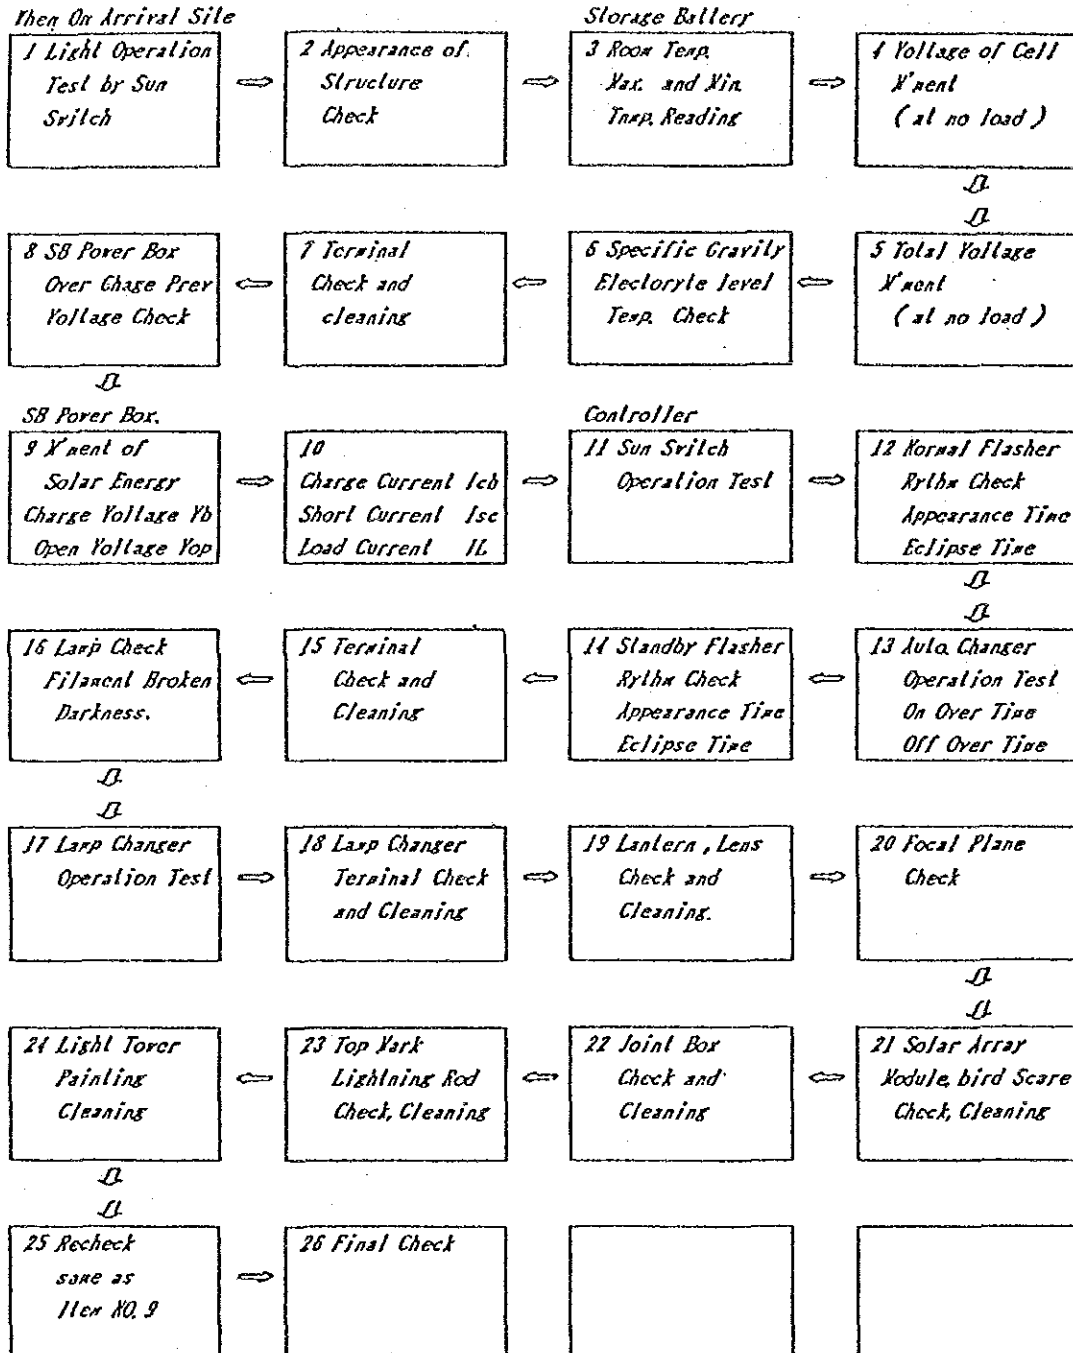 When On Arrival Site
1 Light Operation
Test by Sun
Switch
2 Appearance of
Structure
Check
Storage Battery
3 Room Temp.
Max. and Min.
Temp. Reading
4 Voltage of Cell
M'ment
(at no load)
5 Total Voltage
M'ment
(at no load)
6 Specific Gravity
Electoryte level
Temp. Check
7 Terminal
Check and
cleaning
8 SB Power Box
Over Chage Prev
Voltage Check
SB Power Box.
9 M'ment of
Solar Energy
Charge Voltage Vb
Open Voltage Vop
10
Charge Current Icb
Short Current Isc
Load Current IL
Controller
11 Sun Switch
Operation Test
12 Normal Flasher
Rythm Check
Appearance Time
Eclipse Time
13 Auto. Changer
Operation Test
On Over Time
Off Over Time
14 Standby Flasher
Rythm Check
Appearance Time
Eclipse Time
15 Terminal
Check and
Cleaning
16 Lamp Check
Filament Broken
Darkness.
17 Lamp Changer
Operation Test
18 Lamp Changer
Terminal Check
and Cleaning
19 Lantern, Lens
Check and
Cleaning.
20 Focal Plane
Check
21 Solar Array
Module, bird Scare
Check, Cleaning
22 Joint Box
Check and
Cleaning
23 Top Mark
Lightning Rod
Check, Cleaning
24 Light Tower
Painting
Cleaning
25 Recheck
same as
Item NO. 9
26 Final Check